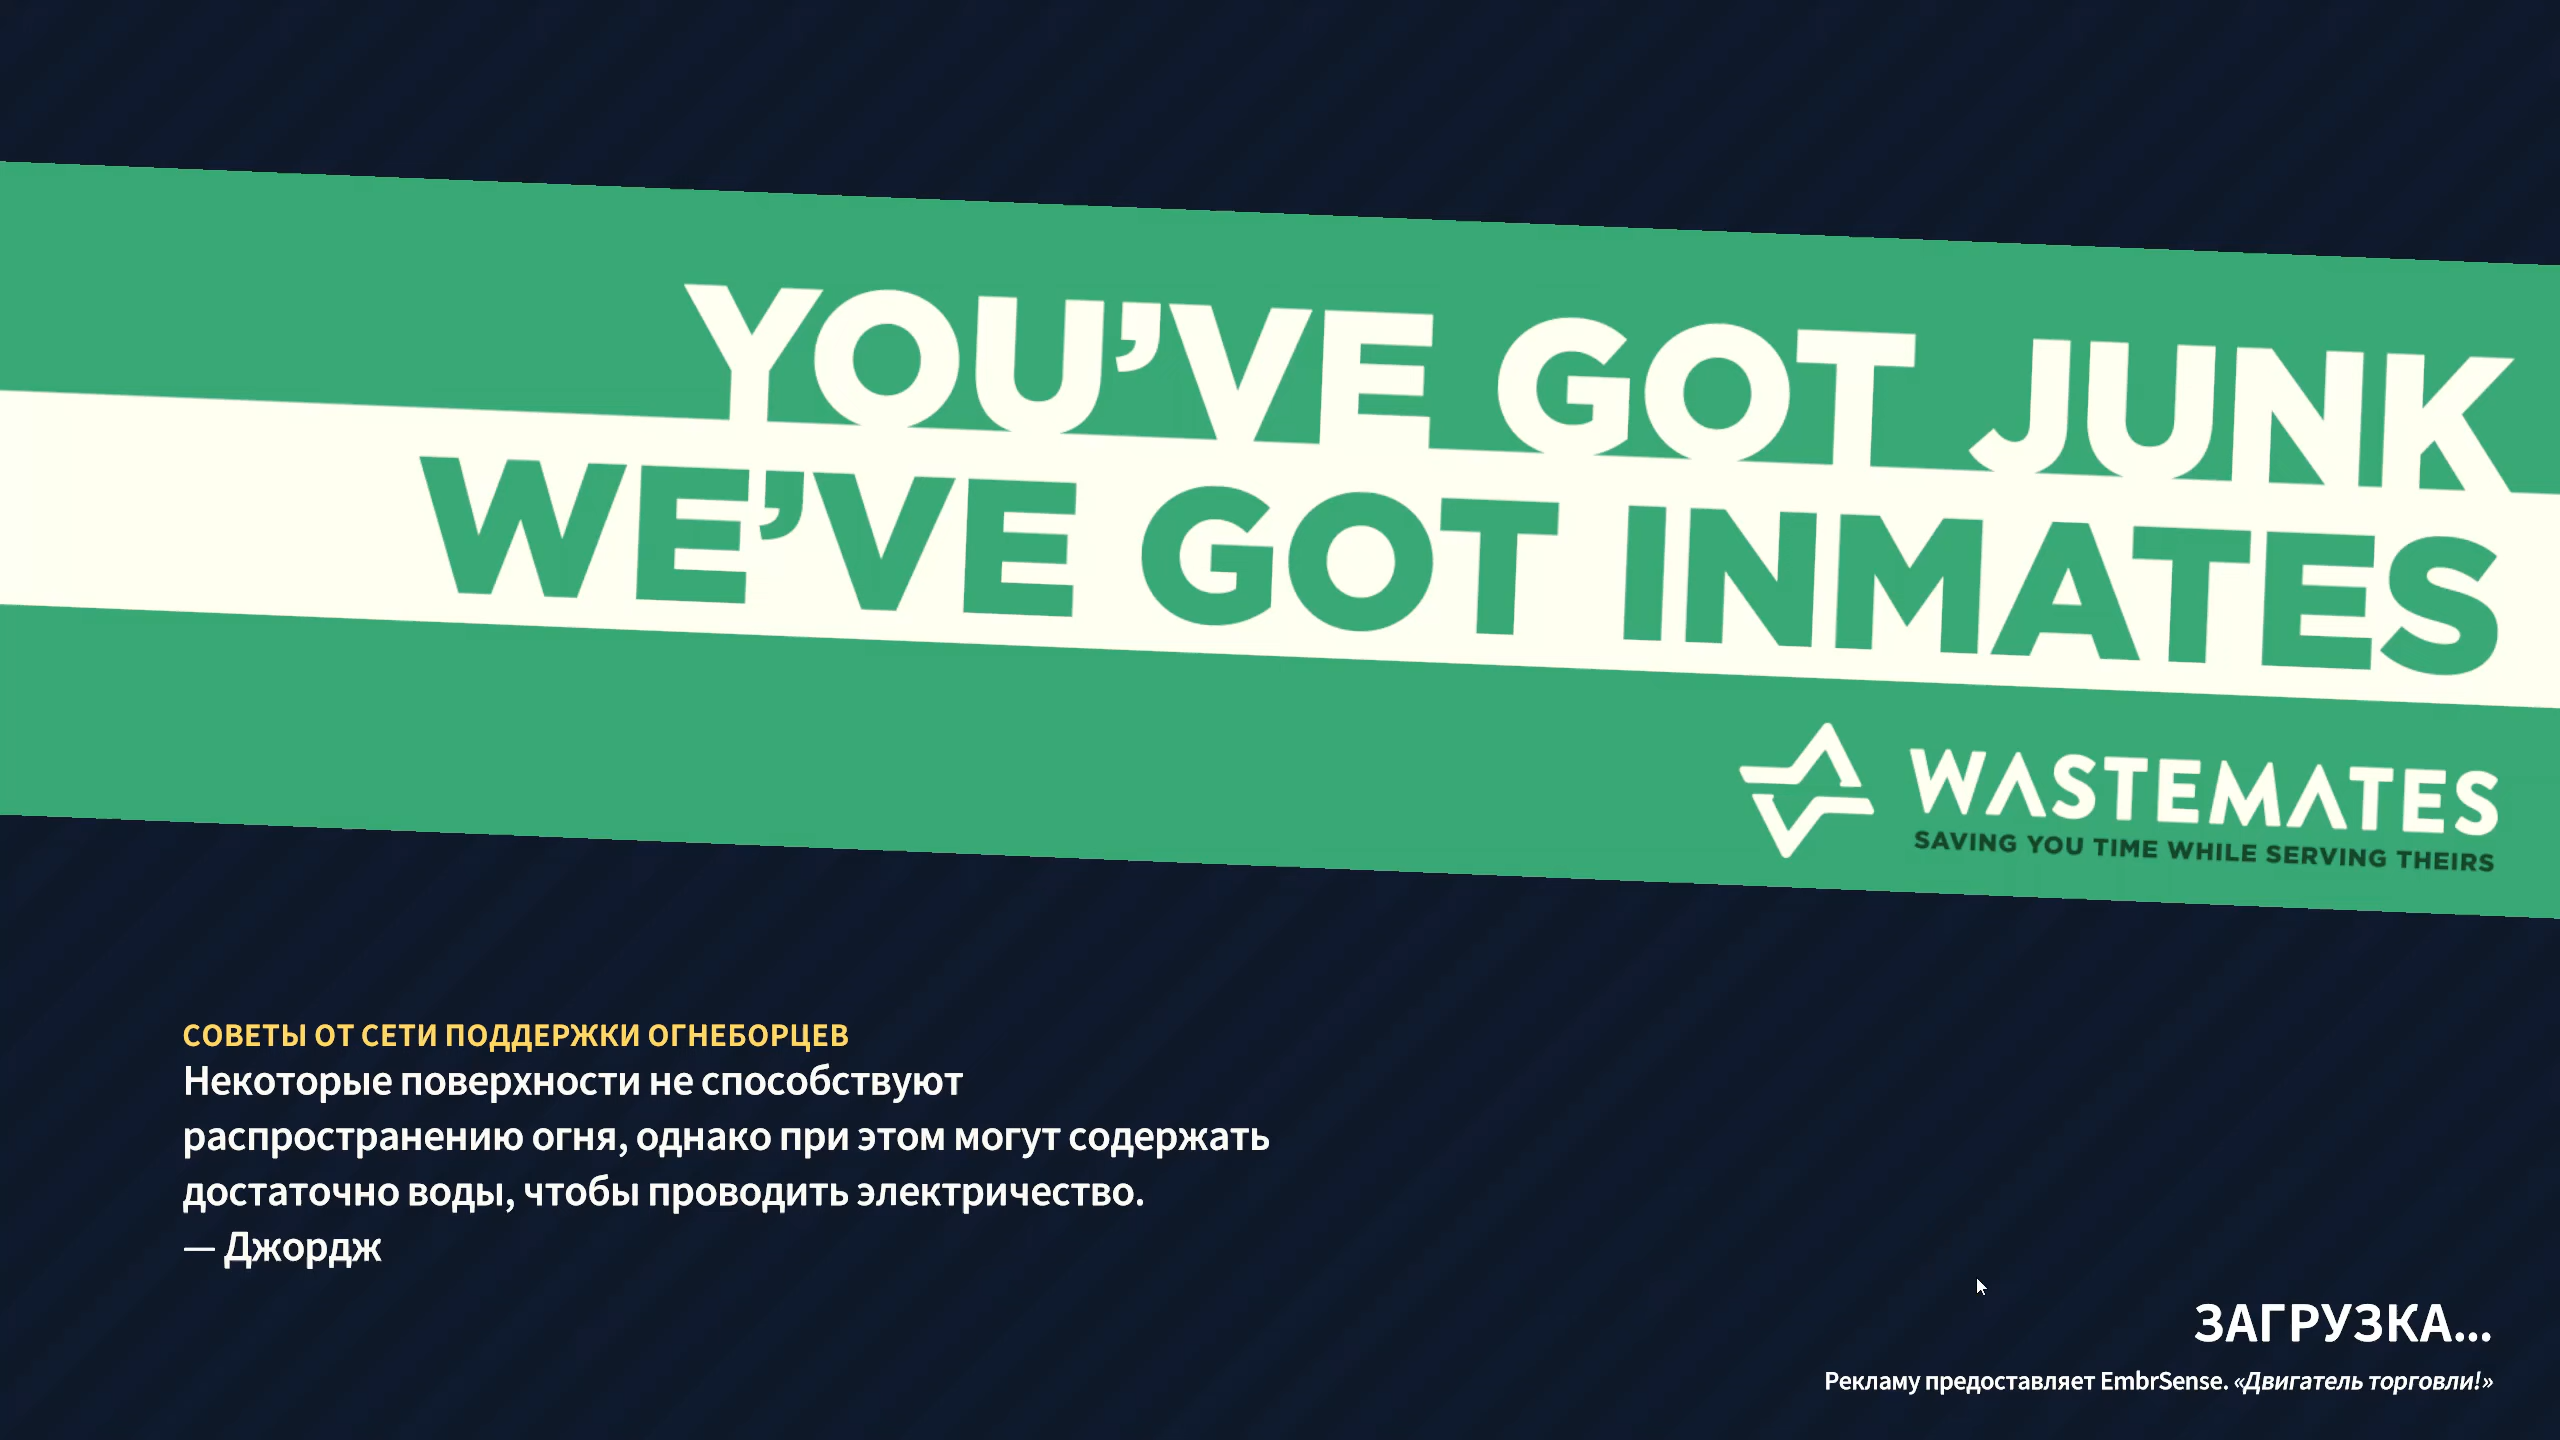 YOU’VE GOT JUNK
WE’VE GOT INMATES
WASTEMATES
SAVING YOU TIME WHILE SERVING THEIRS
СОВЕТЫ ОТ СЕТИ ПОДДЕРЖКИ ОГНЕБОРЦЕВ
Некоторые поверхности не способствуют
распространению огня, однако при этом могут содержать
достаточно воды, чтобы проводить электричество.
— Джордж
ЗАГРУЗКА...
Рекламу предоставляет EmbrSense. «Двигатель торговли!»